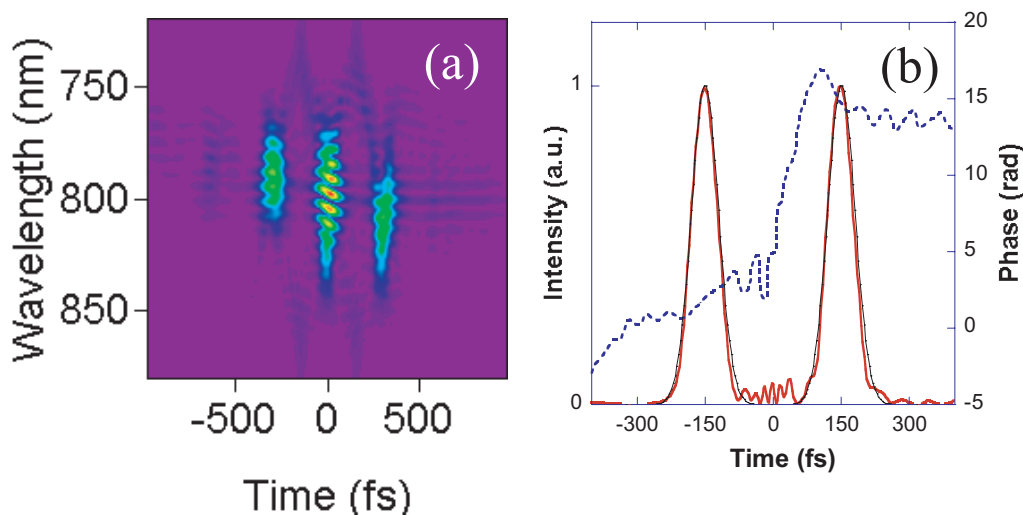 (a)
Wavelength (nm)
750
800
850
-500 0 500
Time (fs)
(b)
Intensity (a.u.)
1
0
Phase (rad)
20
15
10
5
0
-5
-300 -150 0 150 300
Time (fs)